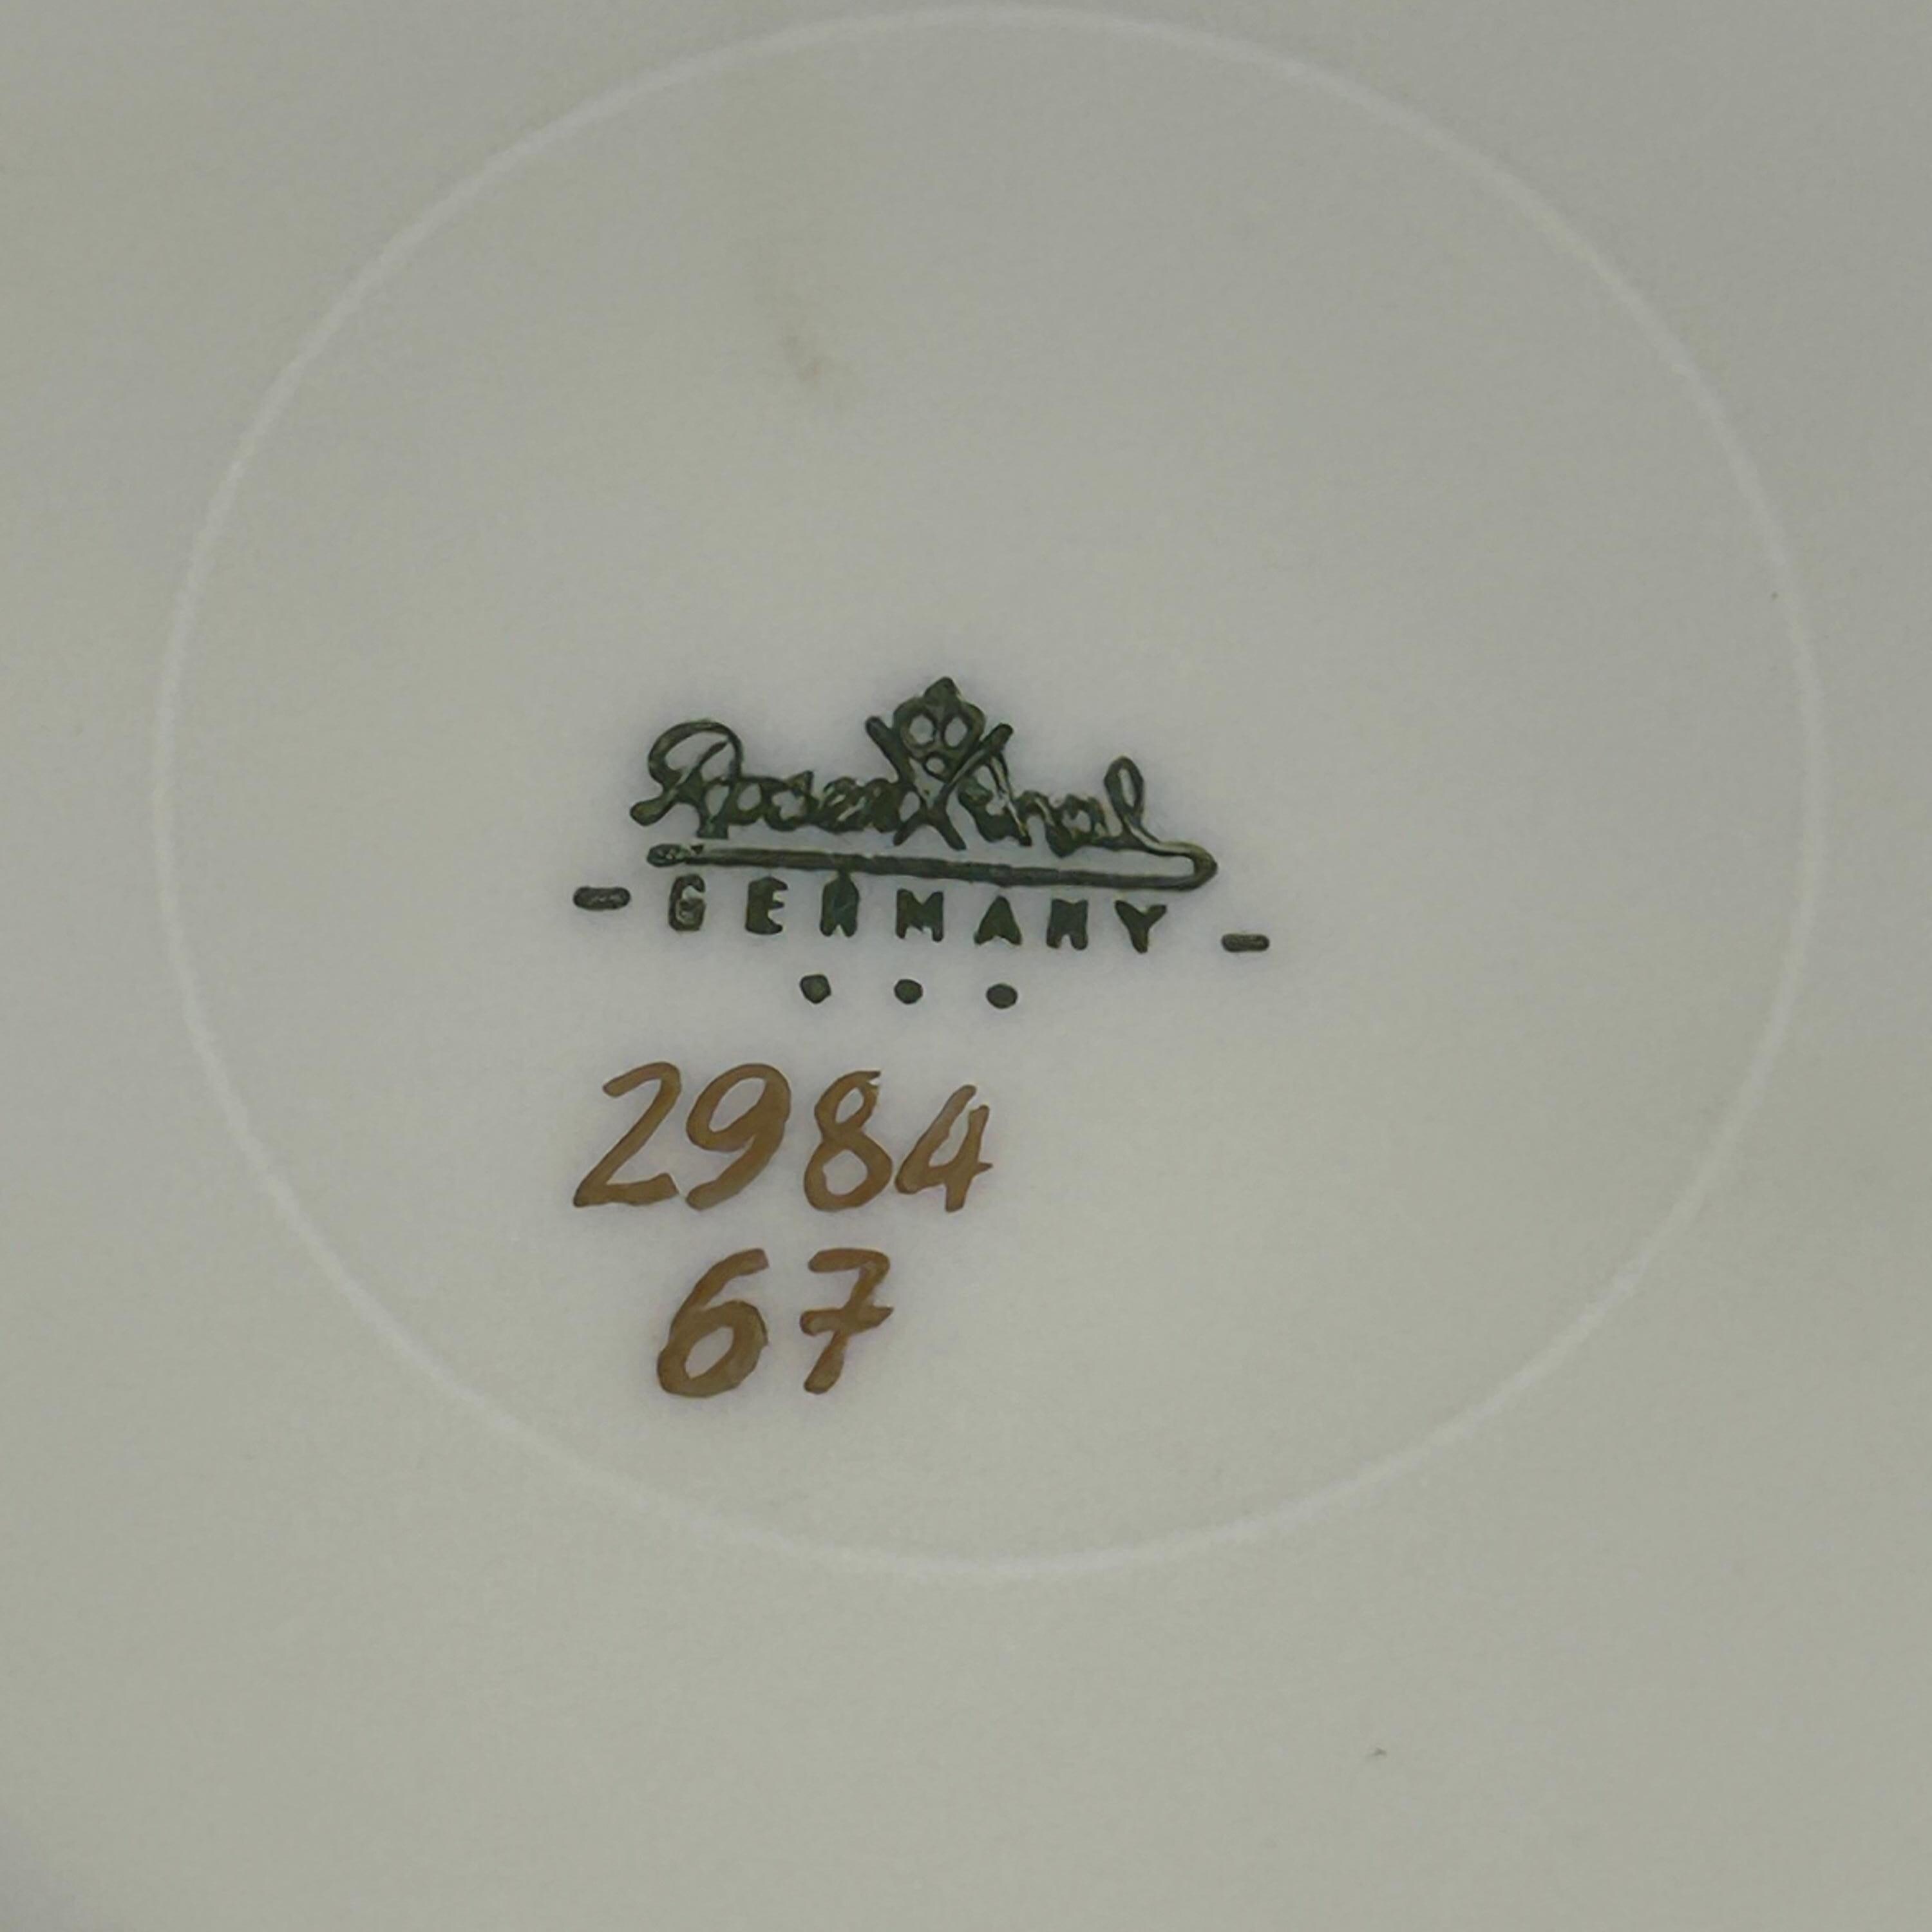 Rosenthal
- GERMANY -
• • •
2984
67